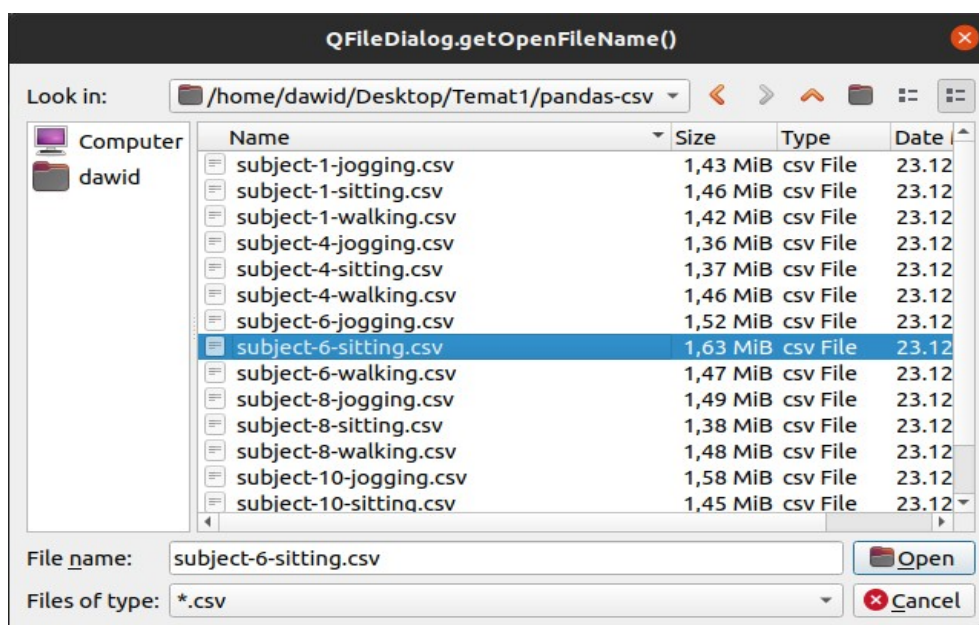 QFileDialog.getOpenFileName()
Look in: /home/dawid/Desktop/Temat1/pandas-csv
Computer
dawid
Name Size Type Date
subject-1-jogging.csv 1,43 MiB csv File 23.12
subject-1-sitting.csv 1,46 MiB csv File 23.12
subject-1-walking.csv 1,42 MiB csv File 23.12
subject-4-jogging.csv 1,36 MiB csv File 23.12
subject-4-sitting.csv 1,37 MiB csv File 23.12
subject-4-walking.csv 1,46 MiB csv File 23.12
subject-6-jogging.csv 1,52 MiB csv File 23.12
subject-6-sitting.csv 1,63 MiB csv File 23.12
subject-6-walking.csv 1,47 MiB csv File 23.12
subject-8-jogging.csv 1,49 MiB csv File 23.12
subject-8-sitting.csv 1,38 MiB csv File 23.12
subject-8-walking.csv 1,48 MiB csv File 23.12
subject-10-jogging.csv 1,58 MiB csv File 23.12
subject-10-sitting.csv 1,45 MiB csv File 23.12
File name: subject-6-sitting.csv Open
Files of type: *.csv Cancel